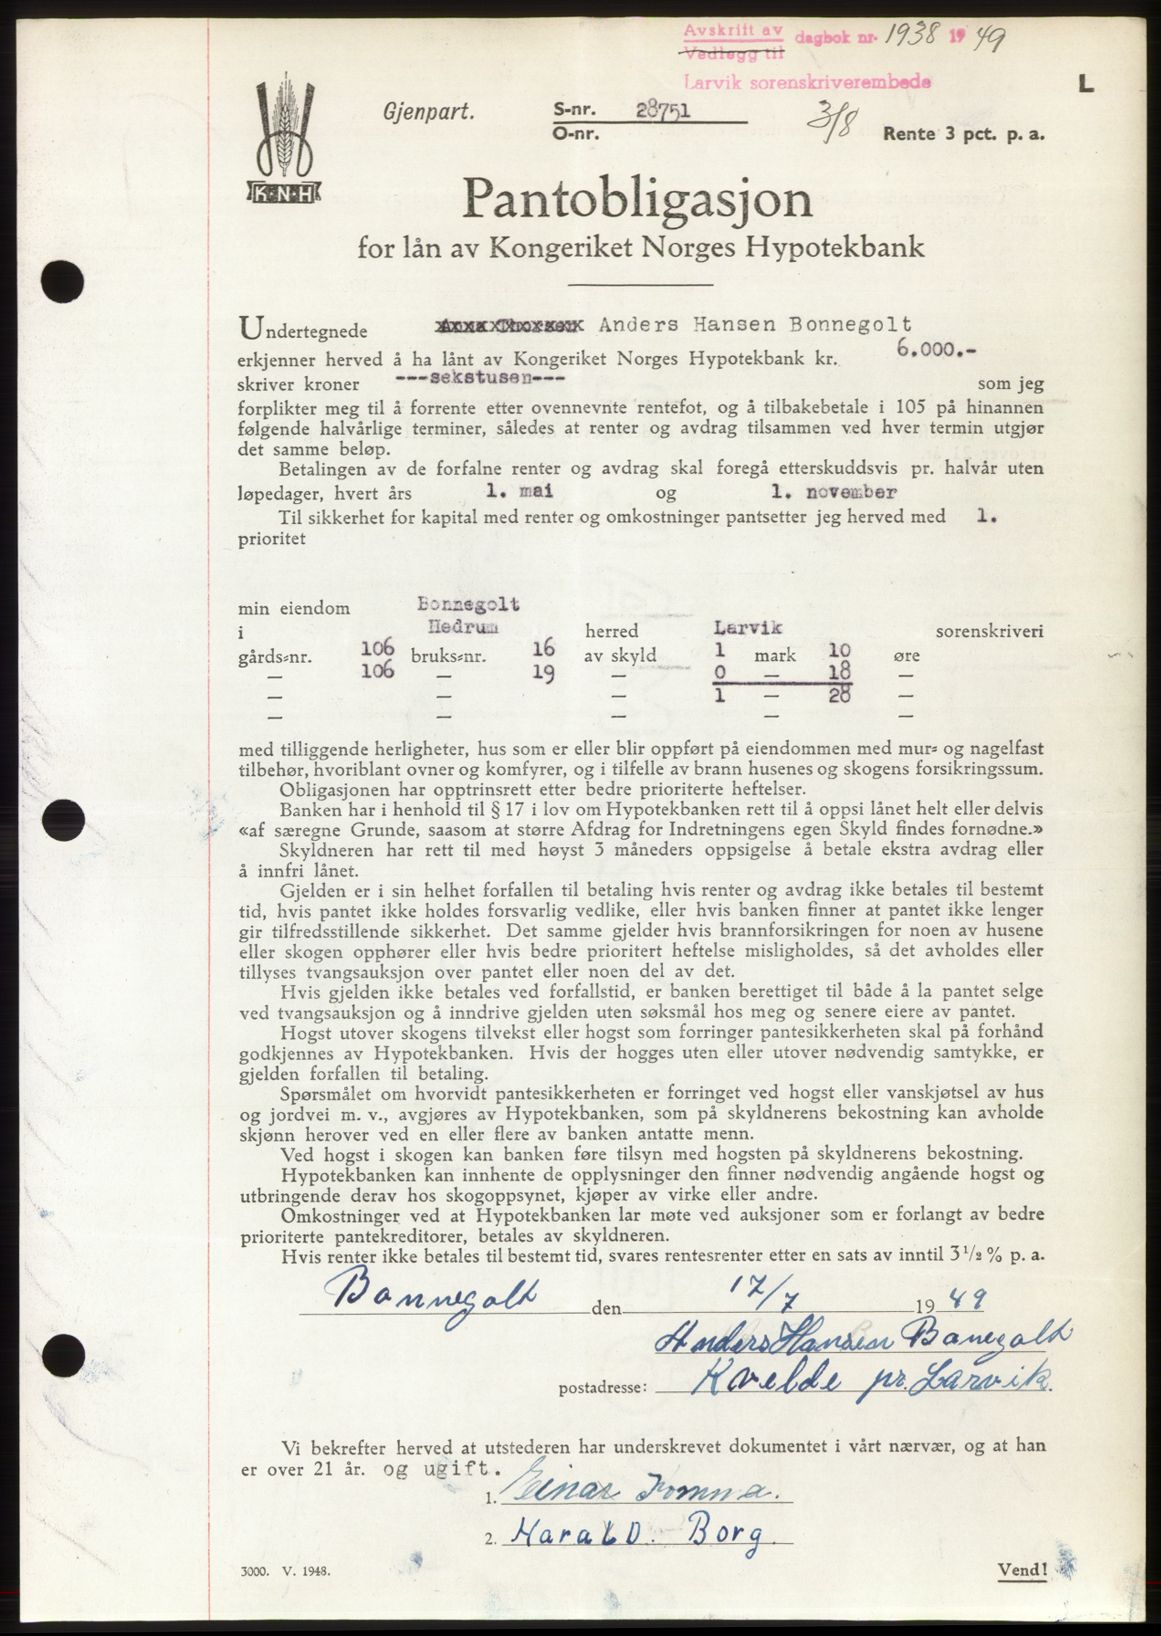 Avskrift av dagbok nr. 1938 1949
Vedlegg til
Larvik sorenskriverembede
L
Gjenpart. S-nr. 28751
O-nr.
3/8
Rente 3 pct. p. a.
K·N·H
Pantobligasjon
for lån av Kongeriket Norges Hypotekbank
Undertegnede Anders Hansen Bonnegolt
erkjenner herved å ha lånt av Kongeriket Norges Hypotekbank kr. 6.000.-
skriver kroner ---sekstusen--- som jeg
forplikter meg til å forrente etter ovennevnte rentefot, og å tilbakebetale i 105 på hinannen
følgende halvårlige terminer, således at renter og avdrag tilsammen ved hver termin utgjør
det samme beløp.
Betalingen av de forfalne renter og avdrag skal foregå etterskuddsvis pr. halvår uten
løpedager, hvert års 1. mai og 1. november
Til sikkerhet for kapital med renter og omkostninger pantsetter jeg herved med 1.
prioritet
min eiendom Bonnegolt
i Hedrum herred Larvik sorenskriveri
gårds-nr. 106 bruks-nr. 16 av skyld 1 mark 10 øre
— 106 — 19 — 0 — 18 —
— — — 1 — 28 —
— — — — —
med tilliggende herligheter, hus som er eller blir oppført på eiendommen med mur- og nagelfast
tilbehør, hvoriblant ovner og komfyrer, og i tilfelle av brann husenes og skogens forsikringssum.
Obligasjonen har opptrinsrett etter bedre prioriterte heftelser.
Banken har i henhold til § 17 i lov om Hypotekbanken rett til å oppsi lånet helt eller delvis
«af særegne Grunde, saasom at større Afdrag for Indretningens egen Skyld findes fornødne.»
Skyldneren har rett til med høyst 3 måneders oppsigelse å betale ekstra avdrag eller
å innfri lånet.
Gjelden er i sin helhet forfallen til betaling hvis renter og avdrag ikke betales til bestemt
tid, hvis pantet ikke holdes forsvarlig vedlike, eller hvis banken finner at pantet ikke lenger
gir tilfredsstillende sikkerhet. Det samme gjelder hvis brannforsikringen for noen av husene
eller skogen opphører eller hvis bedre prioritert heftelse misligholdes, så det avholdes eller
tillyses tvangsauksjon over pantet eller noen del av det.
Hvis gjelden ikke betales ved forfallstid, er banken berettiget til både å la pantet selge
ved tvangsauksjon og å inndrive gjelden uten søksmål hos meg og senere eiere av pantet.
Hogst utover skogens tilvekst eller hogst som forringer pantesikkerheten skal på forhånd
godkjennes av Hypotekbanken. Hvis der hogges uten eller utover nødvendig samtykke, er
gjelden forfallen til betaling.
Spørsmålet om hvorvidt pantesikkerheten er forringet ved hogst eller vanskjøtsel av hus
og jordvei m. v., avgjøres av Hypotekbanken, som på skyldnerens bekostning kan avholde
skjønn herover ved en eller flere av banken antatte menn.
Ved hogst i skogen kan banken føre tilsyn med hogsten på skyldnerens bekostning.
Hypotekbanken kan innhente de opplysninger den finner nødvendig angående hogst og
utbringende derav hos skogoppsynet, kjøper av virke eller andre.
Omkostninger ved at Hypotekbanken lar møte ved auksjoner som er forlangt av bedre
prioriterte pantekreditorer, betales av skyldneren.
Hvis renter ikke betales til bestemt tid, svares rentesrenter etter en sats av inntil 3 1/2 % p. a.
Bonnegolt den 17/7 1949
Anders Hansen Bonegolt
postadresse: Kvelde pr. Larvik.
Vi bekrefter herved at utstederen har underskrevet dokumentet i vårt nærvær, og at han
er over 21 år. og ugift.
1. Einar
2. Harald. Borg.
3000. V. 1948.
Vend!